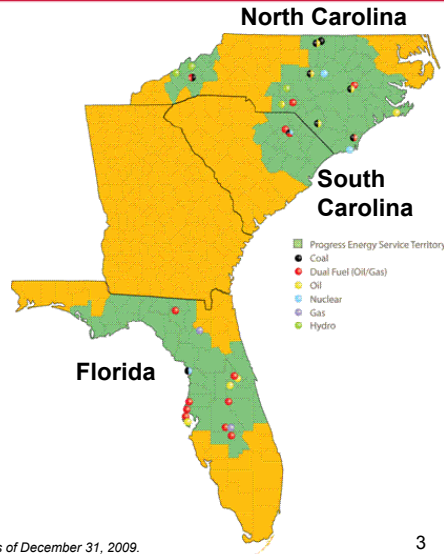 North Carolina
South
Carolina
Progress Energy Service Territory
Coal
Dual Fuel (Oil/Gas)
Oil
Nuclear
Gas
Hydro
Florida
s of December 31, 2009.
3